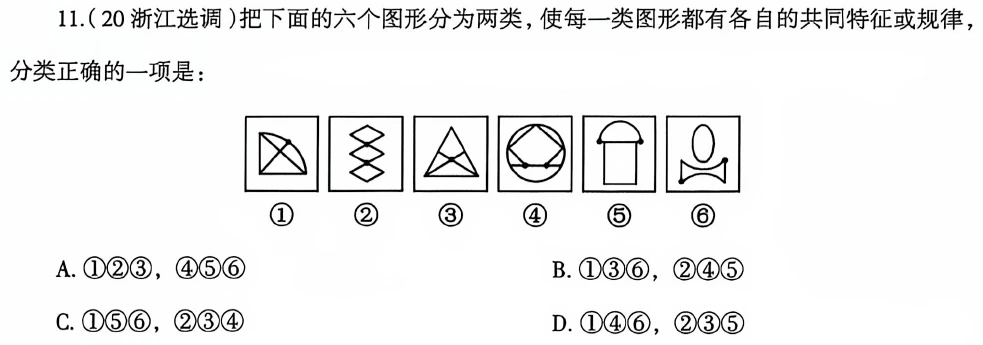 11.(20浙江选调)把下面的六个图形分为两类,使每一类图形都有各自的共同特征或规律,
分类正确的一项是:
① ② ③ ④ ⑤ ⑥
A. ①②③, ④⑤⑥ B. ①③⑥, ②④⑤
C. ①⑤⑥, ②③④ D. ①④⑥, ②③⑤